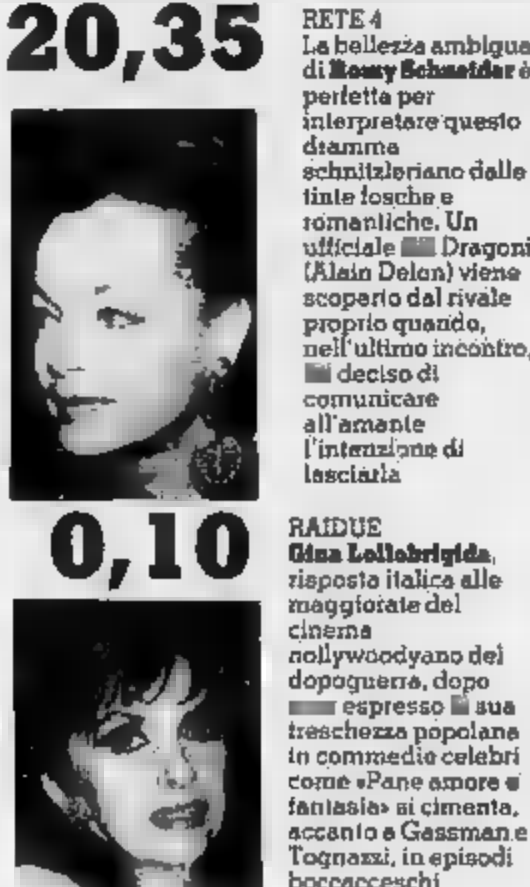 20,35
RETE 4
La bellezza ambigua
di Romy Schneider è
perfetta per
interpretare questo
dramma
schnitzleriano dalle
tinte fosche e
romantiche. Un
ufficiale Dragoni
(Alain Delon) viene
scoperto dal rivale
proprio quando,
nell'ultimo incontro,
deciso di
comunicare
all'amante
l'intenzione di
lasciarla
0,10
RAIDUE
Gina Lollobrigida,
risposta italica alle
maggiorate del
cinema
hollywoodyano del
dopoguerra, dopo
espresso sua
freschezza popolana
in commedie celebri
come «Pane amore e
fantasia» si cimenta,
accanto a Gassman e
Tognazzi, in episodi
boccacceschi